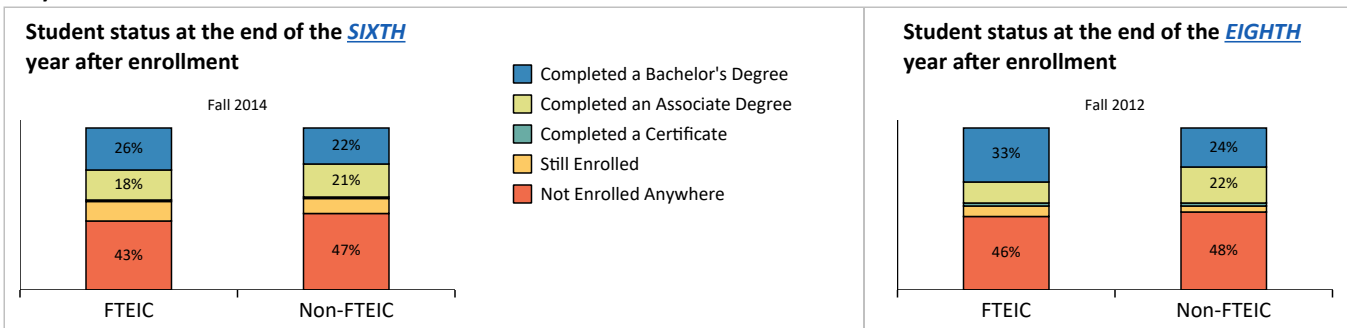 Student status at the end of the SIXTH
year after enrollment
Fall 2014
26%
22%
18%
21%
43%
47%
FTEIC
Non-FTEIC
Completed a Bachelor's Degree
Completed an Associate Degree
Completed a Certificate
Still Enrolled
Not Enrolled Anywhere
Student status at the end of the EIGHTH
year after enrollment
Fall 2012
33%
24%
22%
46%
48%
FTEIC
Non-FTEIC